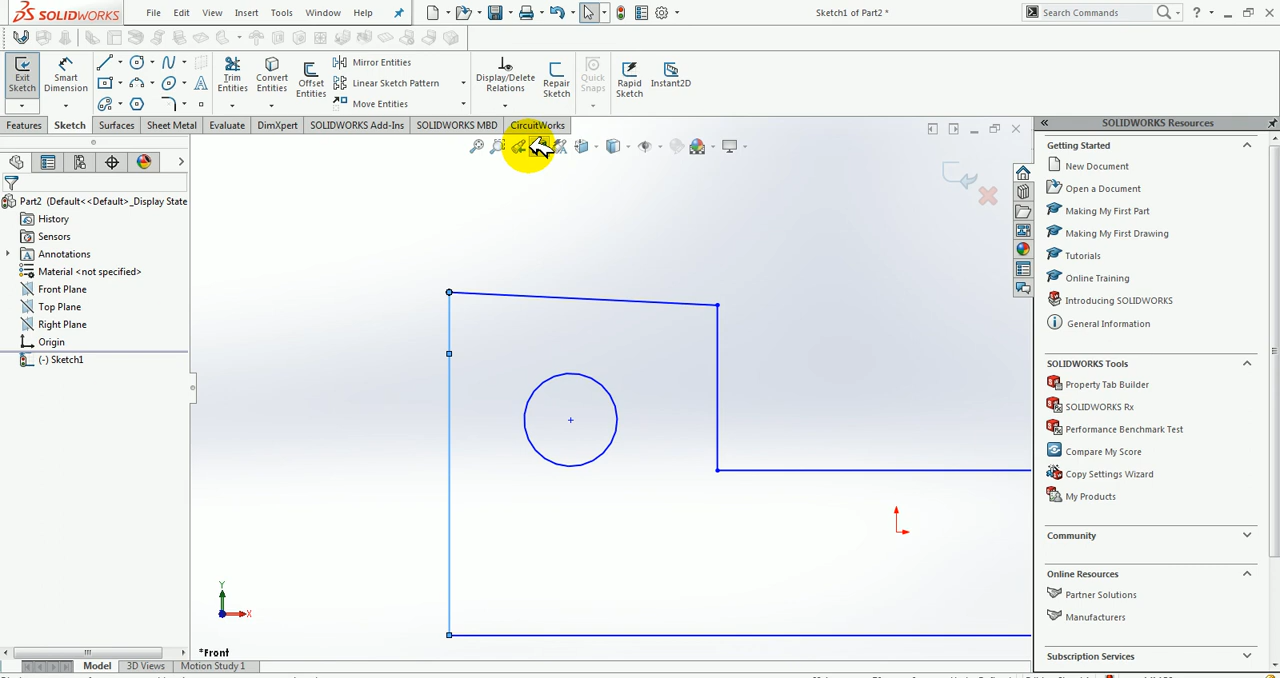 SOLIDWORKS File Edit View Insert Tools Window Help Sketch1 of Part2 * Search Commands
Exit Sketch
Smart Dimension
Trim Entities
Convert Entities
Offset Entities
Mirror Entities
Linear Sketch Pattern
Move Entities
Display/Delete Relations
Repair Sketch
Quick Snaps
Rapid Sketch
Instant2D
Features Sketch Surfaces Sheet Metal Evaluate DimXpert SOLIDWORKS Add-Ins SOLIDWORKS MBD CircuitWorks
Part2 (Default<<Default>_Display State
History
Sensors
Annotations
Material <not specified>
Front Plane
Top Plane
Right Plane
Origin
(-) Sketch1
Y
X
*Front
Model 3D Views Motion Study 1
SOLIDWORKS Resources
Getting Started
New Document
Open a Document
Making My First Part
Making My First Drawing
Tutorials
Online Training
Introducing SOLIDWORKS
General Information
SOLIDWORKS Tools
Property Tab Builder
SOLIDWORKS Rx
Performance Benchmark Test
Compare My Score
Copy Settings Wizard
My Products
Community
Online Resources
Partner Solutions
Manufacturers
Subscription Services